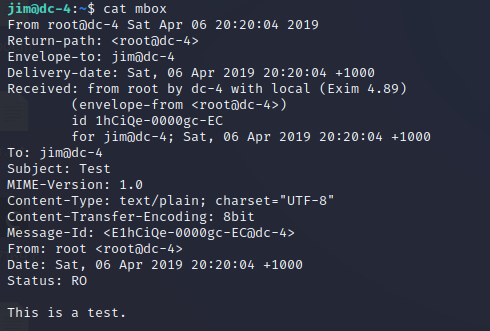 jim@dc-4:~$ cat mbox
From root@dc-4 Sat Apr 06 20:20:04 2019
Return-path: <root@dc-4>
Envelope-to: jim@dc-4
Delivery-date: Sat, 06 Apr 2019 20:20:04 +1000
Received: from root by dc-4 with local (Exim 4.89)
        (envelope-from <root@dc-4>)
        id 1hCiQe-0000gc-EC
        for jim@dc-4; Sat, 06 Apr 2019 20:20:04 +1000
To: jim@dc-4
Subject: Test
MIME-Version: 1.0
Content-Type: text/plain; charset="UTF-8"
Content-Transfer-Encoding: 8bit
Message-Id: <E1hCiQe-0000gc-EC@dc-4>
From: root <root@dc-4>
Date: Sat, 06 Apr 2019 20:20:04 +1000
Status: RO

This is a test.